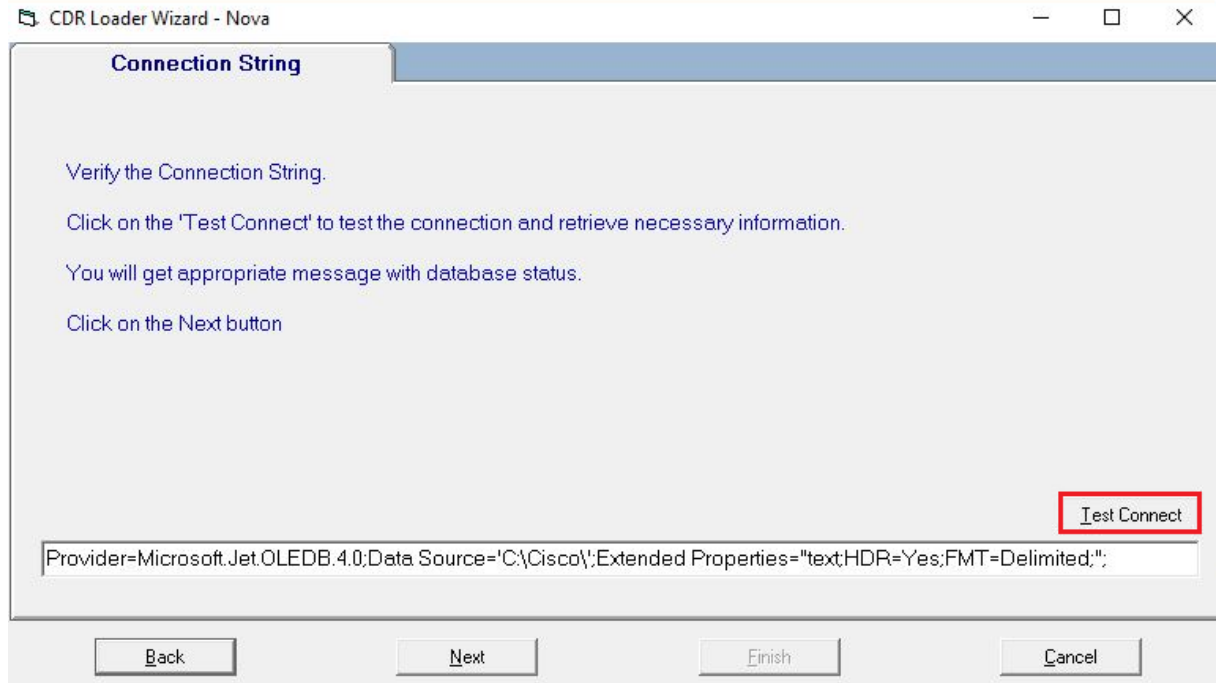 CDR Loader Wizard - Nova
Connection String
Verify the Connection String.
Click on the 'Test Connect' to test the connection and retrieve necessary information.
You will get appropriate message with database status.
Click on the Next button
Test Connect
Provider=Microsoft.Jet.OLEDB.4.0;Data Source='C:\Cisco\';Extended Properties="text;HDR=Yes;FMT=Delimited;";
Back Next Finish Cancel